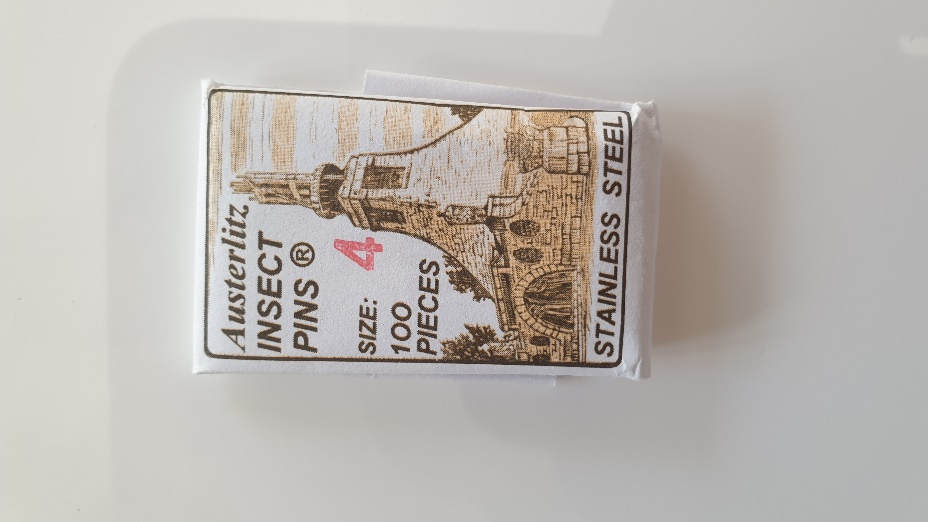 Austerlitz
INSECT
PINS ®
SIZE: 4
100
PIECES
STAINLESS STEEL